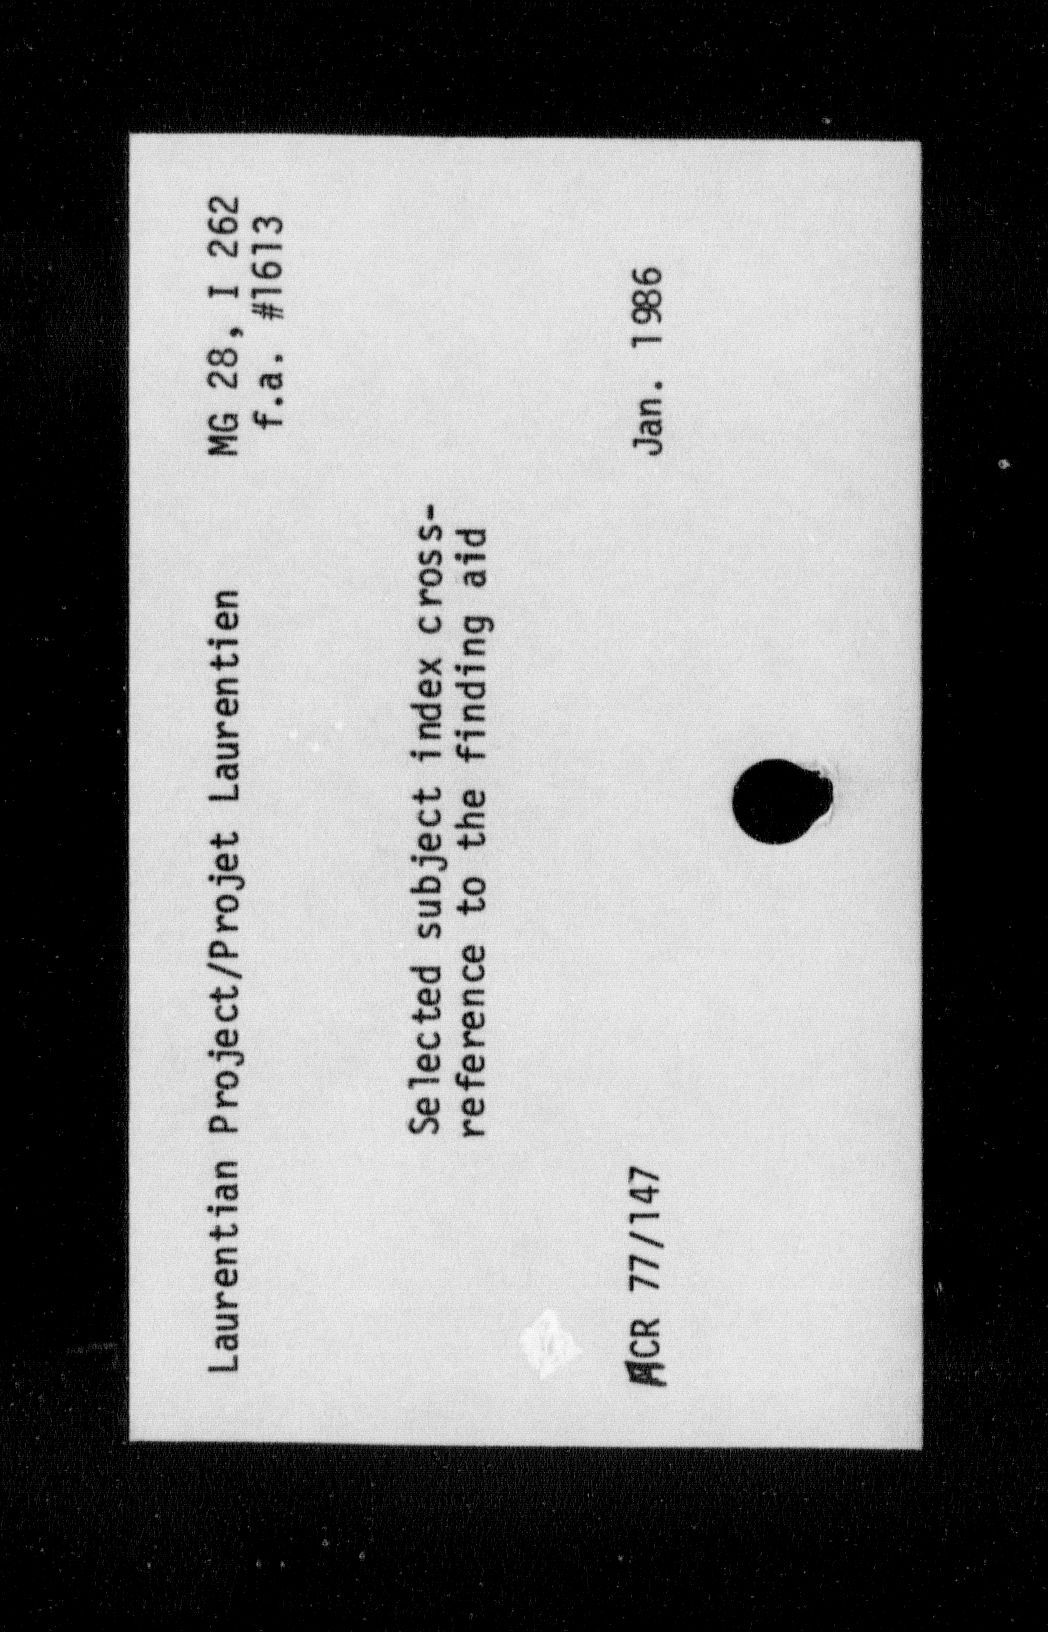 Laurentian Project/Projet Laurentien MG 28, I 262
f.a. #1613
Selected subject index cross-
reference to the finding aid
ACR 77/147 Jan. 1986